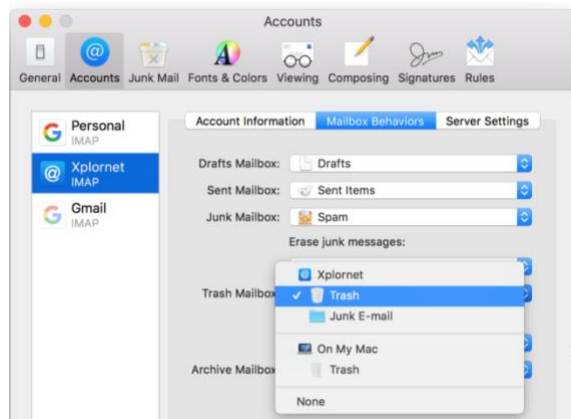 Accounts
General Accounts Junk Mail Fonts & Colors Viewing Composing Signatures Rules
Personal
IMAP
Xplornet
IMAP
Gmail
IMAP
Account Information Mailbox Behaviors Server Settings
Drafts Mailbox: Drafts
Sent Mailbox: Sent Items
Junk Mailbox: Spam
Erase junk messages:
Xplornet
Trash Mailbox Trash
Junk E-mail
On My Mac
Archive Mailbox Trash
None